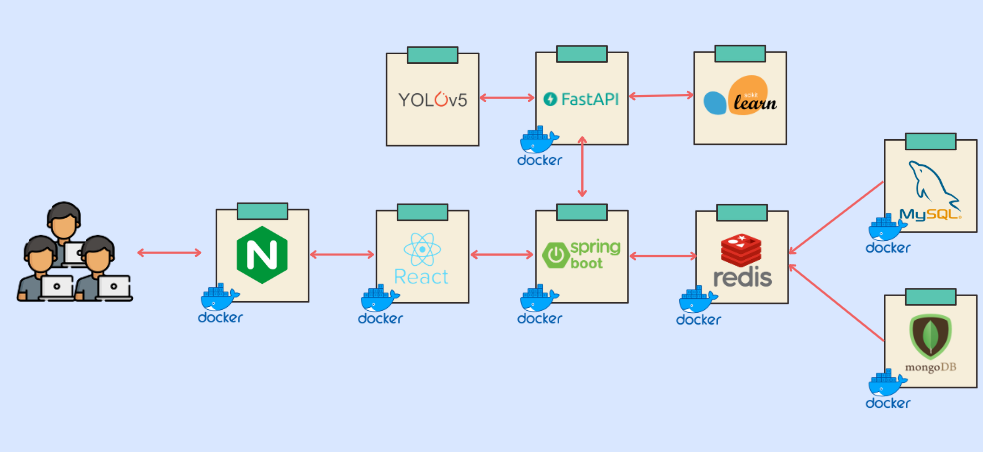 YOLOv5
FastAPI
learn
docker
MySQL
docker
N
docker
React
docker
spring
boot
docker
redis
docker
mongoDB
docker